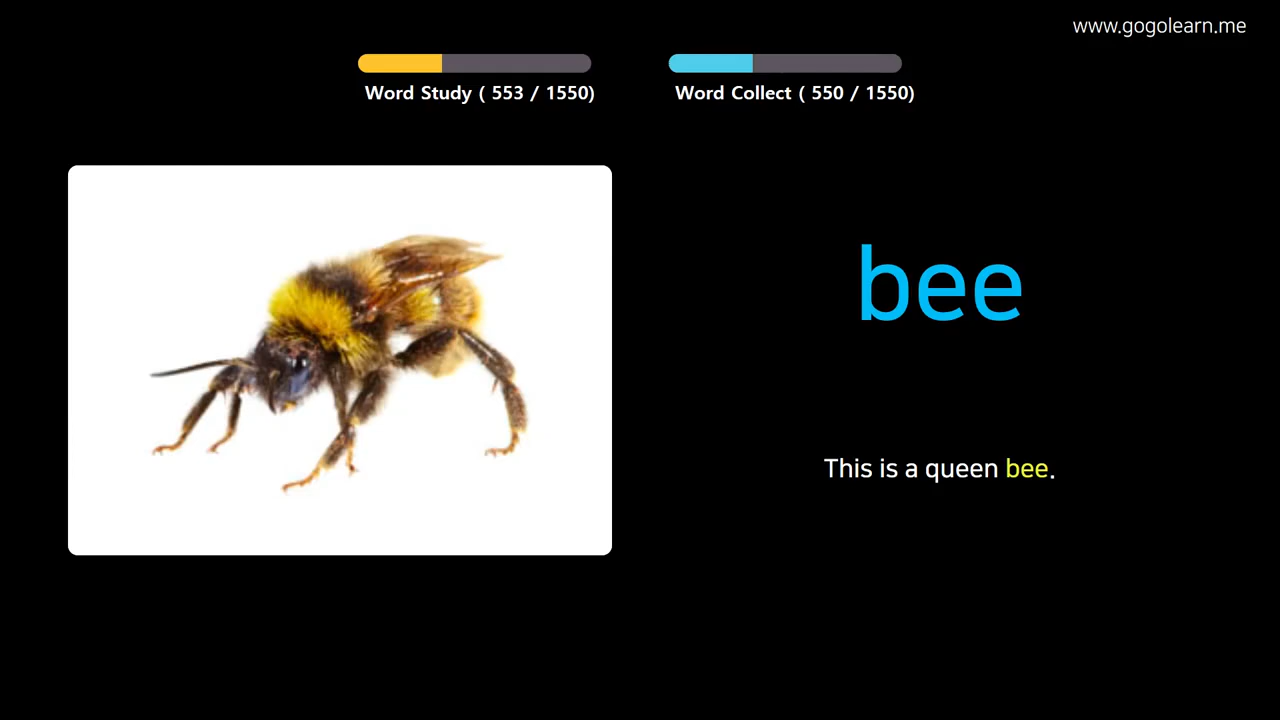 www.gogolearn.me
Word Study ( 553 / 1550)
Word Collect ( 550 / 1550)
bee
This is a queen bee.